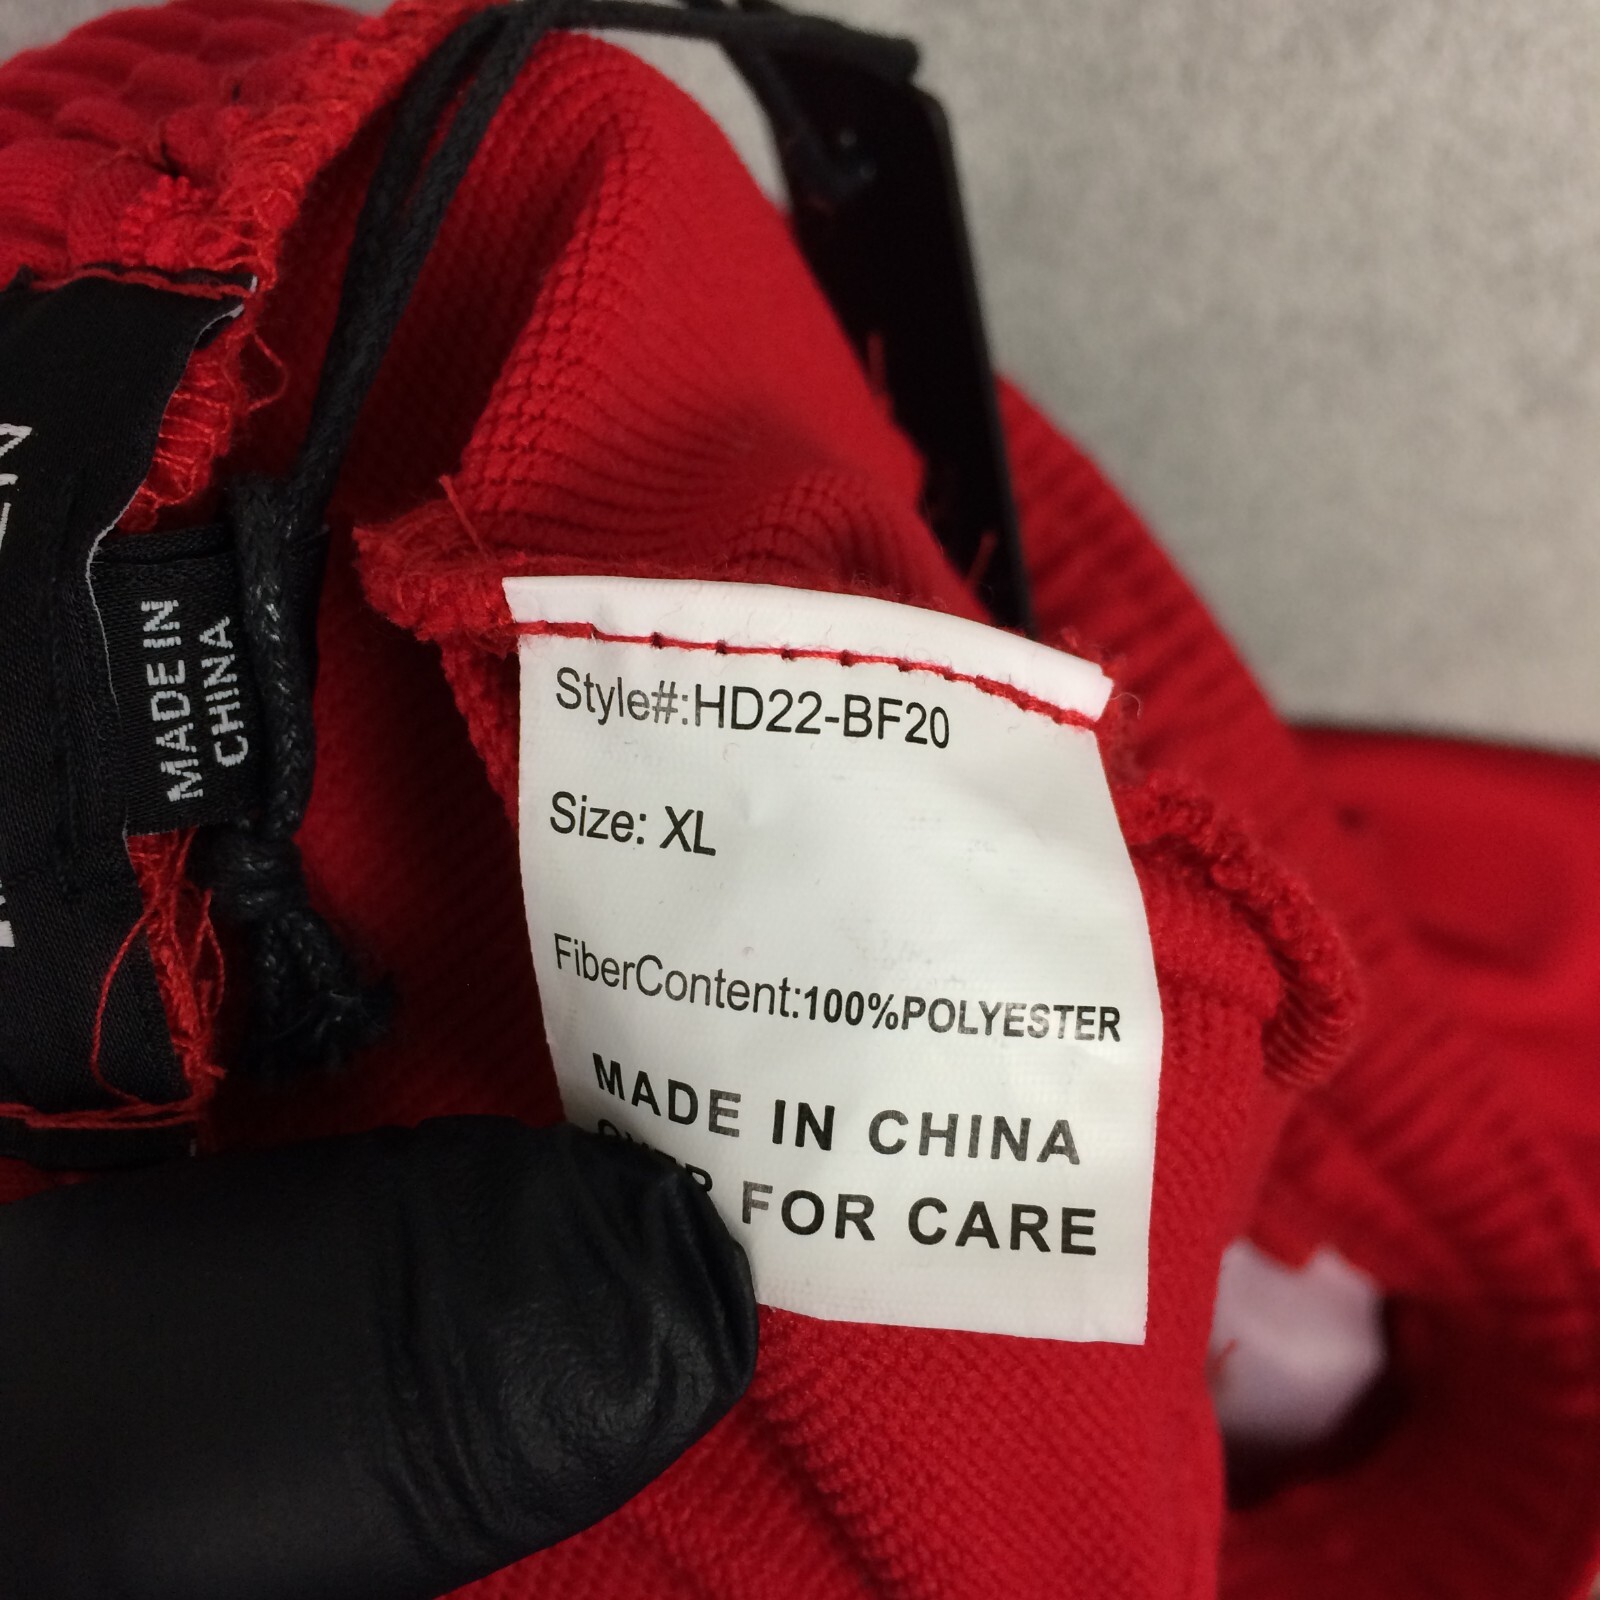 MADE IN
CHINA
Style#:HD22-BF20
Size: XL
FiberContent:100%POLYESTER
MADE IN CHINA
FOR CARE